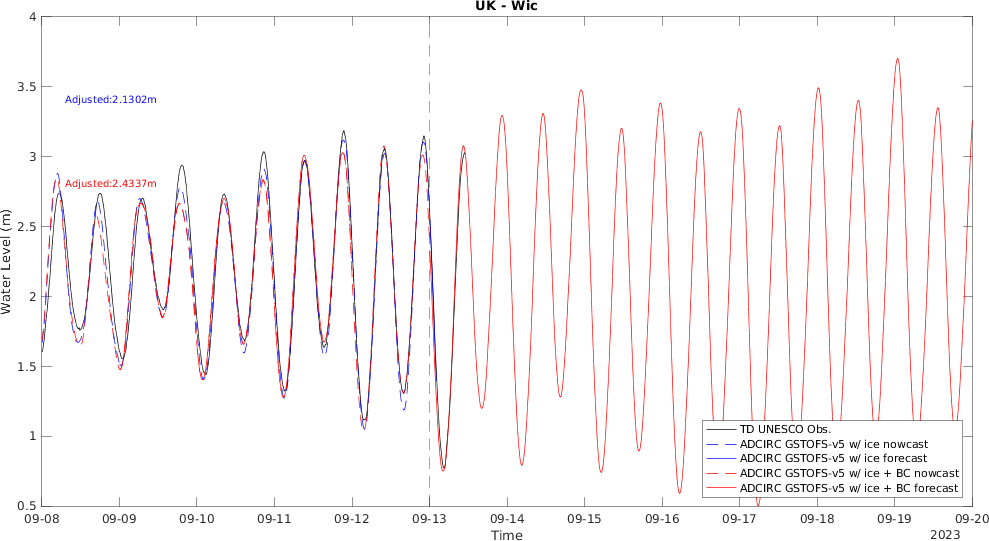 UK - Wic
4
3.5
3
2.5
2
1.5
1
0.5
Water Level (m)
Adjusted:2.1302m
Adjusted:2.4337m
TD UNESCO Obs.
ADCIRC GSTOFS-v5 w/ ice nowcast
ADCIRC GSTOFS-v5 w/ ice forecast
ADCIRC GSTOFS-v5 w/ ice + BC nowcast
ADCIRC GSTOFS-v5 w/ ice + BC forecast
09-08 09-09 09-10 09-11 09-12 09-13 09-14 09-15 09-16 09-17 09-18 09-19 09-20
Time
2023